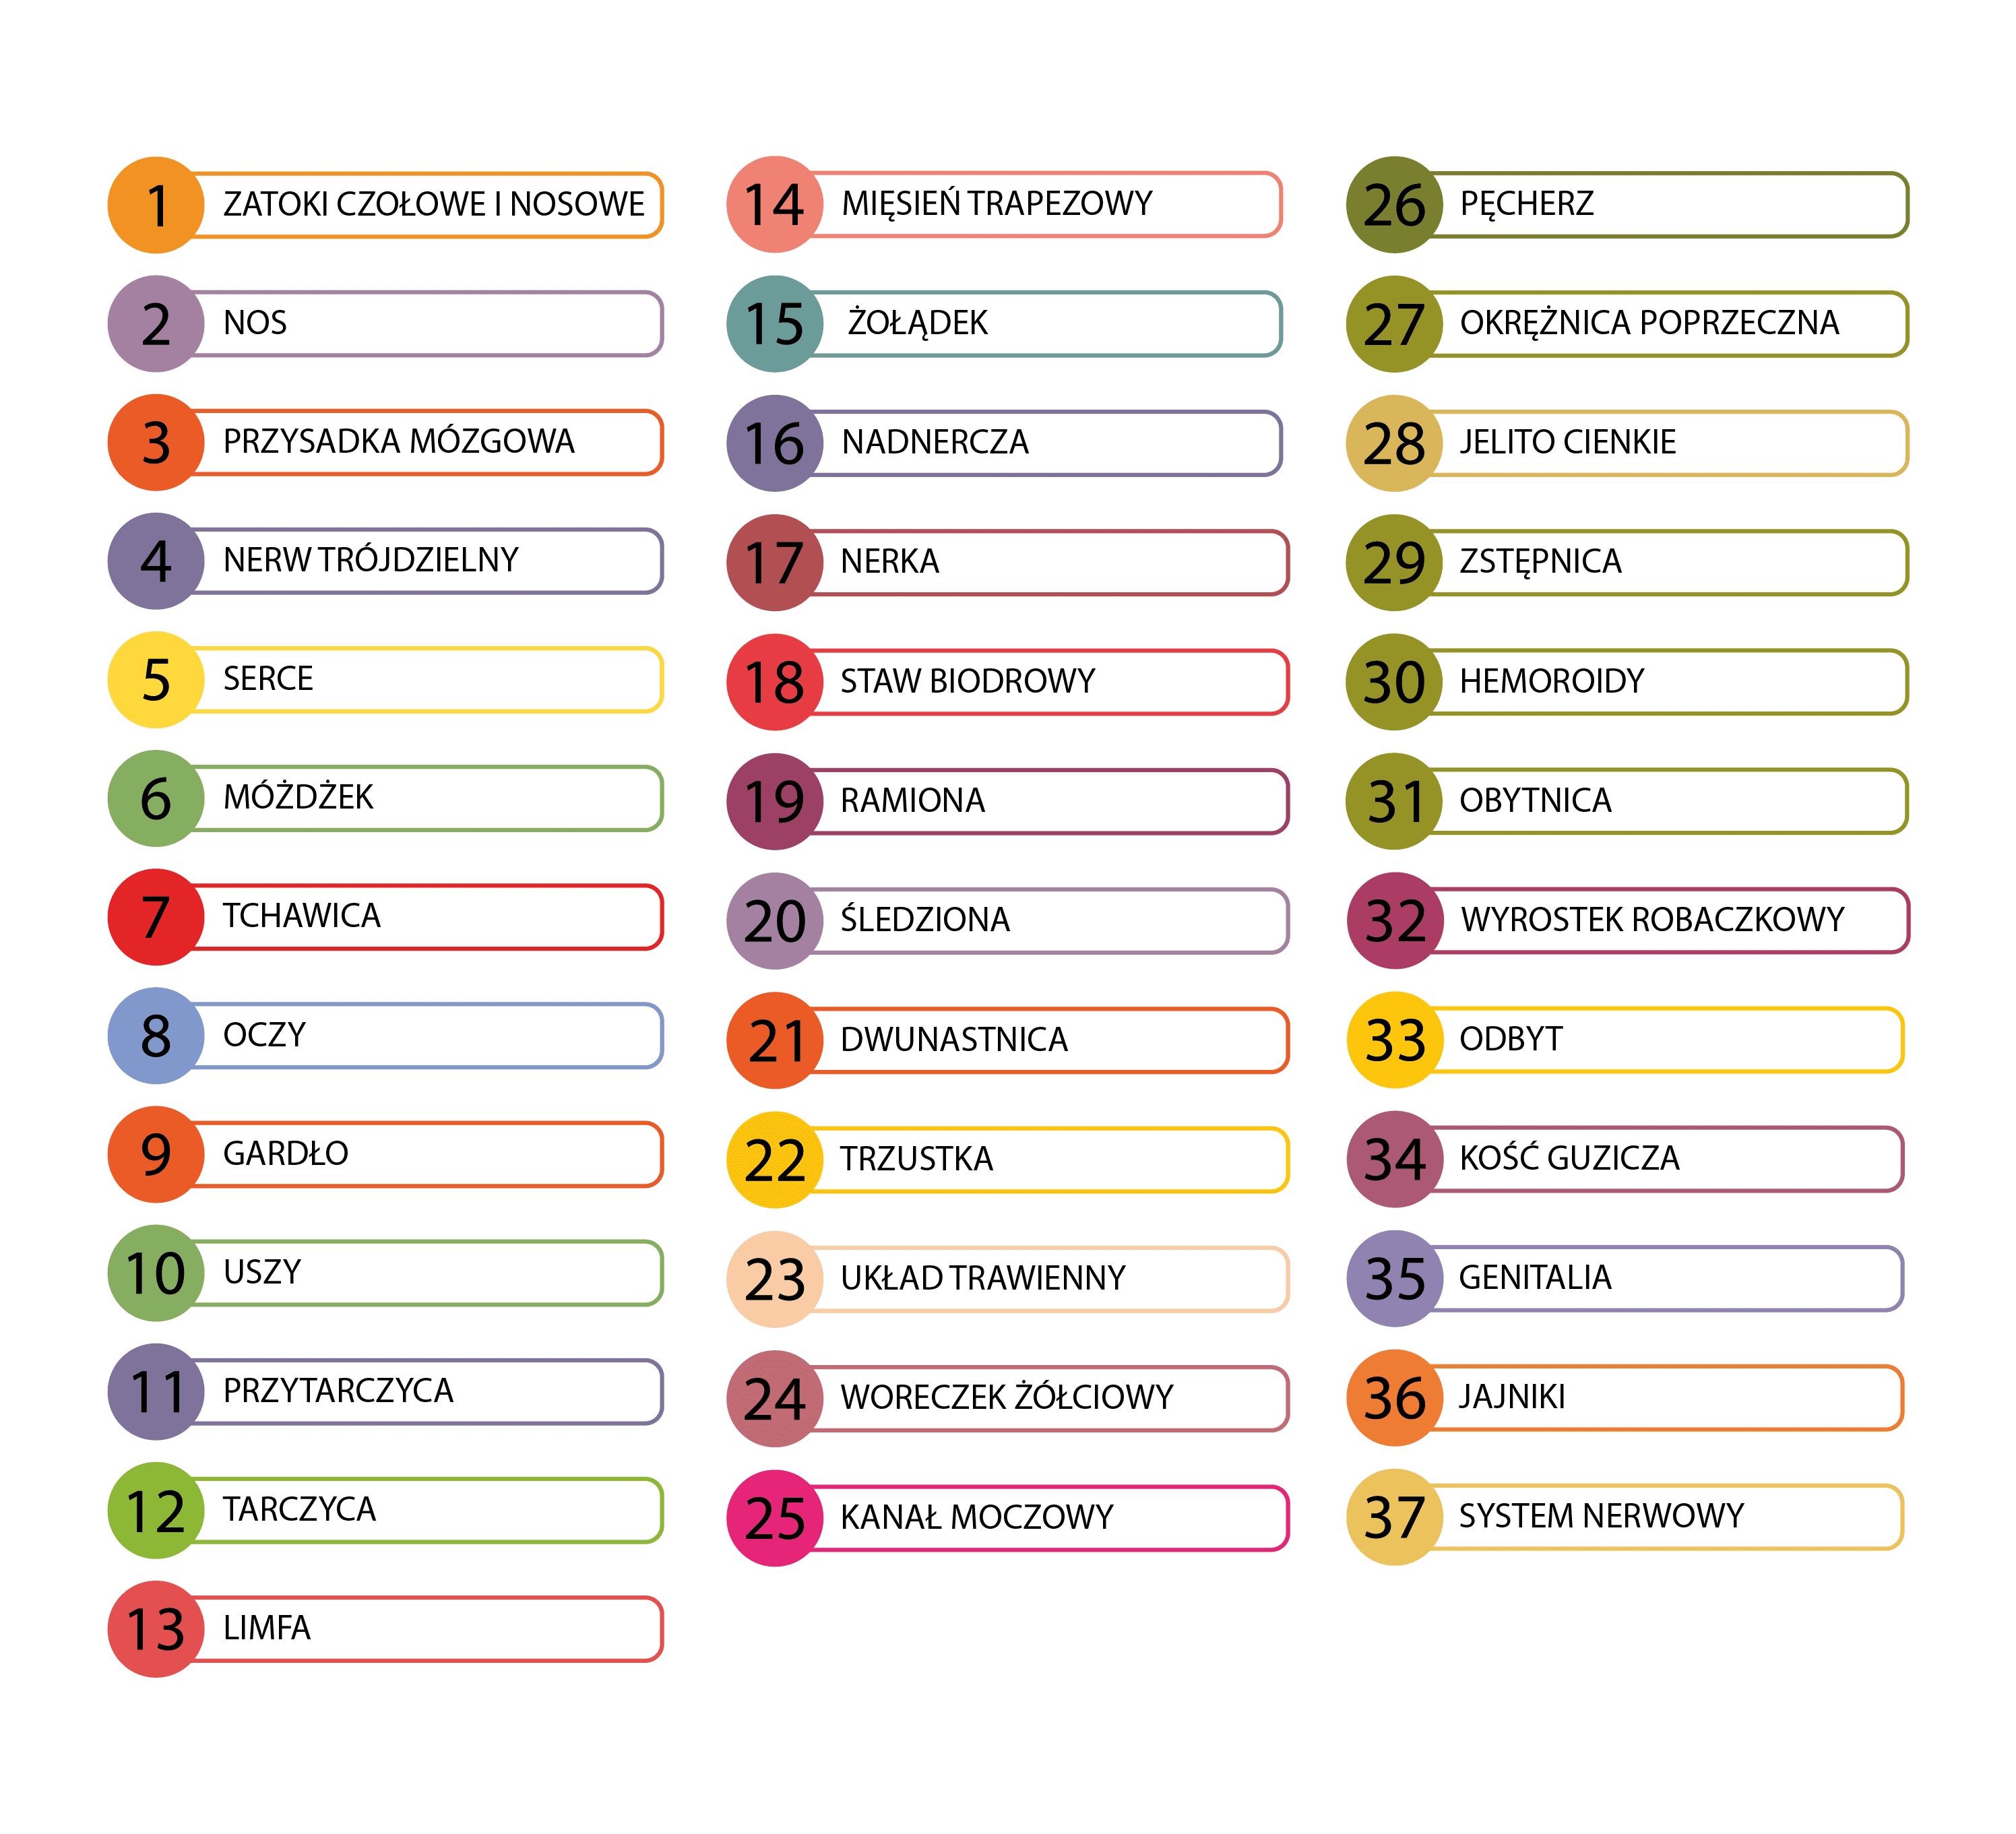 1 ZATOKI CZOŁOWE I NOSOWE
2 NOS
3 PRZYSADKA MÓZGOWA
4 NERW TRÓJDZIELNY
5 SERCE
6 MÓŻDŻEK
7 TCHAWICA
8 OCZY
9 GARDŁO
10 USZY
11 PRZYTARCZYCA
12 TARCZYCA
13 LIMFA
14 MIĘSIEŃ TRAPEZOWY
15 ŻOŁĄDEK
16 NADNERCZA
17 NERKA
18 STAW BIODROWY
19 RAMIONA
20 ŚLEDZIONA
21 DWUNASTNICA
22 TRZUSTKA
23 UKŁAD TRAWIENNY
24 WORECZEK ŻÓŁCIOWY
25 KANAŁ MOCZOWY
26 PĘCHERZ
27 OKRĘŻNICA POPRZECZNA
28 JELITO CIENKIE
29 ZSTĘPNICA
30 HEMOROIDY
31 OBYTNICA
32 WYROSTEK ROBACZKOWY
33 ODBYT
34 KOŚĆ GUZICZA
35 GENITALIA
36 JAJNIKI
37 SYSTEM NERWOWY